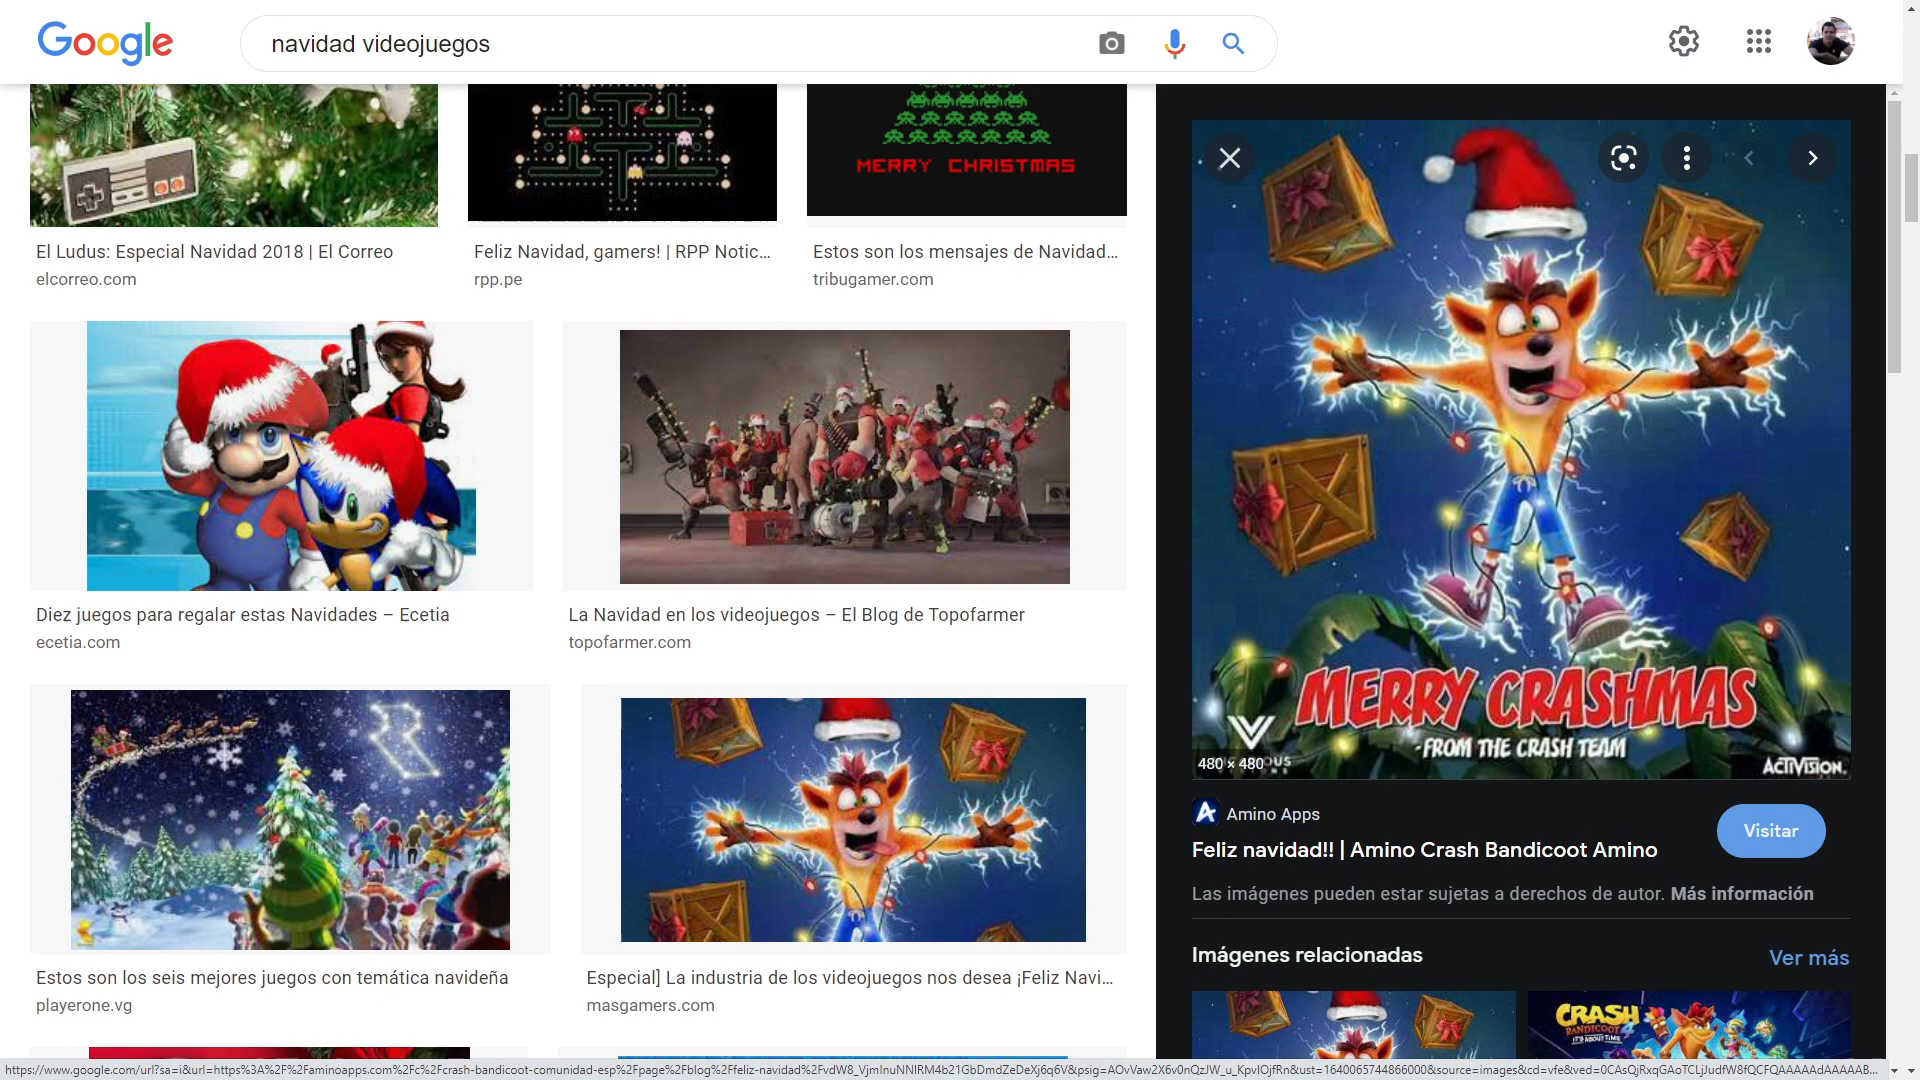 Google
navidad videojuegos
MERRY CHRISTMAS
El Ludus: Especial Navidad 2018 | El Correo
elcorreo.com
Feliz Navidad, gamers! | RPP Notic...
rpp.pe
Estos son los mensajes de Navidad...
tribugamer.com
Diez juegos para regalar estas Navidades – Ecetia
ecetia.com
La Navidad en los videojuegos – El Blog de Topofarmer
topofarmer.com
Estos son los seis mejores juegos con temática navideña
playerone.vg
Especial] La industria de los videojuegos nos desea ¡Feliz Navi...
masgamers.com
MERRY CRASHMAS
-FROM THE CRASH TEAM
480 × 480
ACTIVISION.
Amino Apps
Feliz navidad!! | Amino Crash Bandicoot Amino
Visitar
Las imágenes pueden estar sujetas a derechos de autor. Más información
Imágenes relacionadas
Ver más
CRASH
BANDICOOT 4
IT'S ABOUT TIME